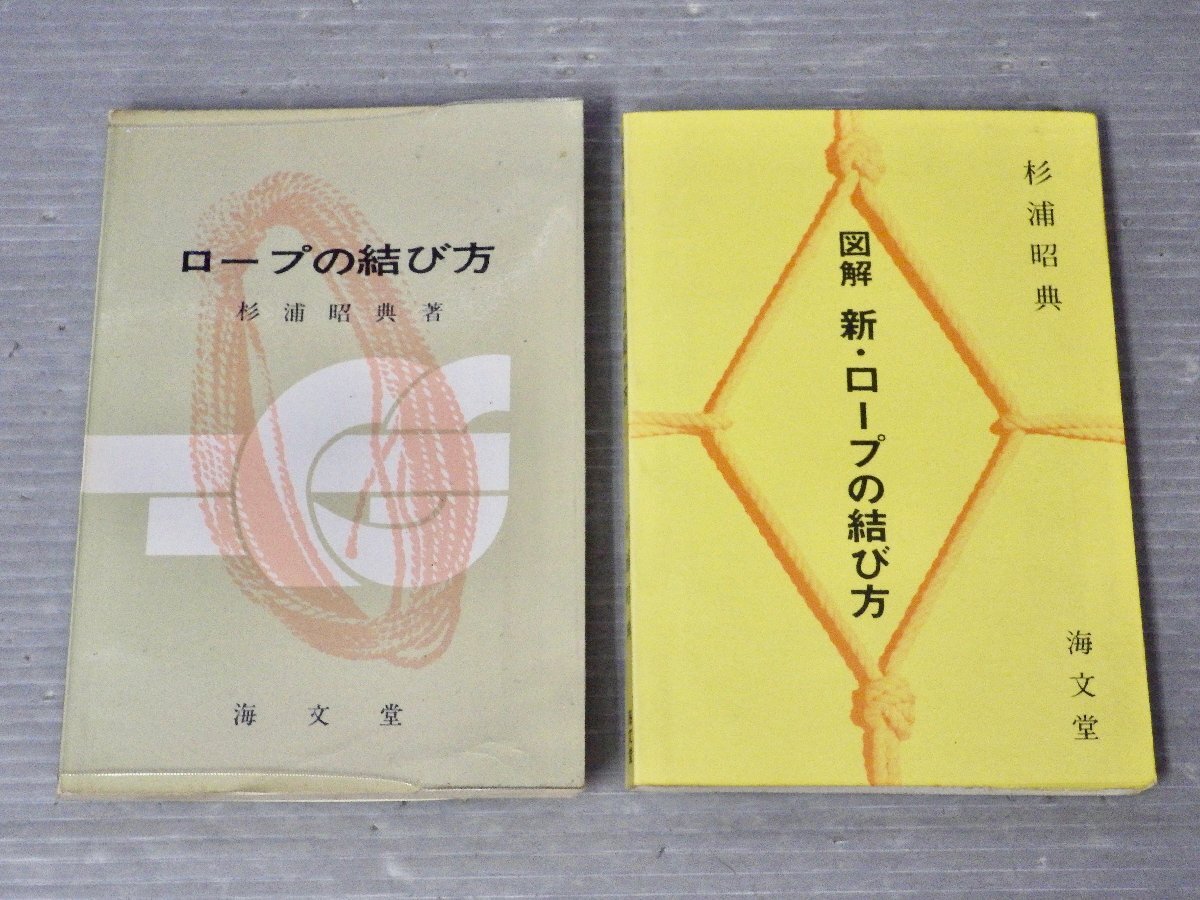 ロープの結び方
杉浦昭典著
海文堂
杉浦昭典
図解 新・ロープの結び方
海文堂